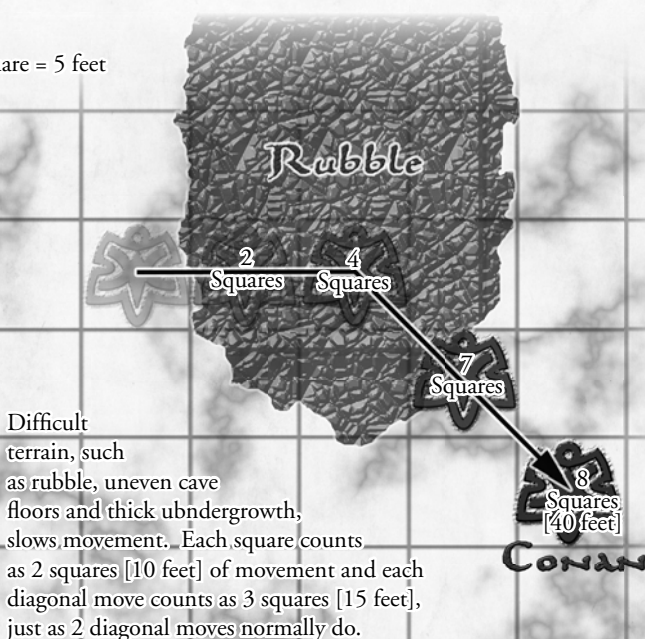 are = 5 feet
Rubble
2
Squares
4
Squares
7
Squares
8
Squares
[40 feet]
Conan
Difficult
terrain, such
as rubble, uneven cave
floors and thick ubndergrowth,
slows movement. Each square counts
as 2 squares [10 feet] of movement and each
diagonal move counts as 3 squares [15 feet],
just as 2 diagonal moves normally do.